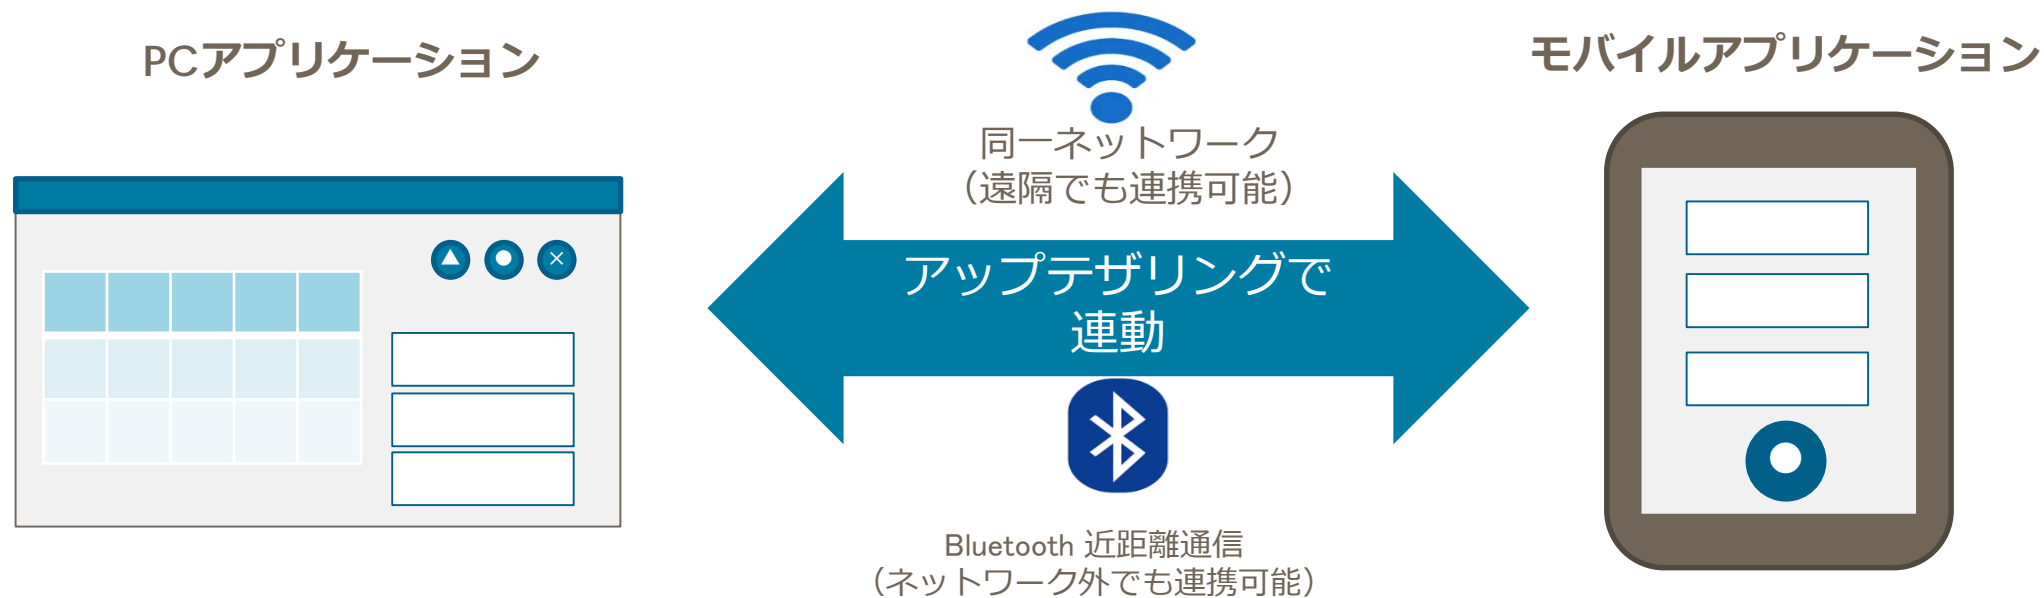 PCアプリケーション
同一ネットワーク
（遠隔でも連携可能）
アップテザリングで
連動
Bluetooth 近距離通信
（ネットワーク外でも連携可能）
モバイルアプリケーション